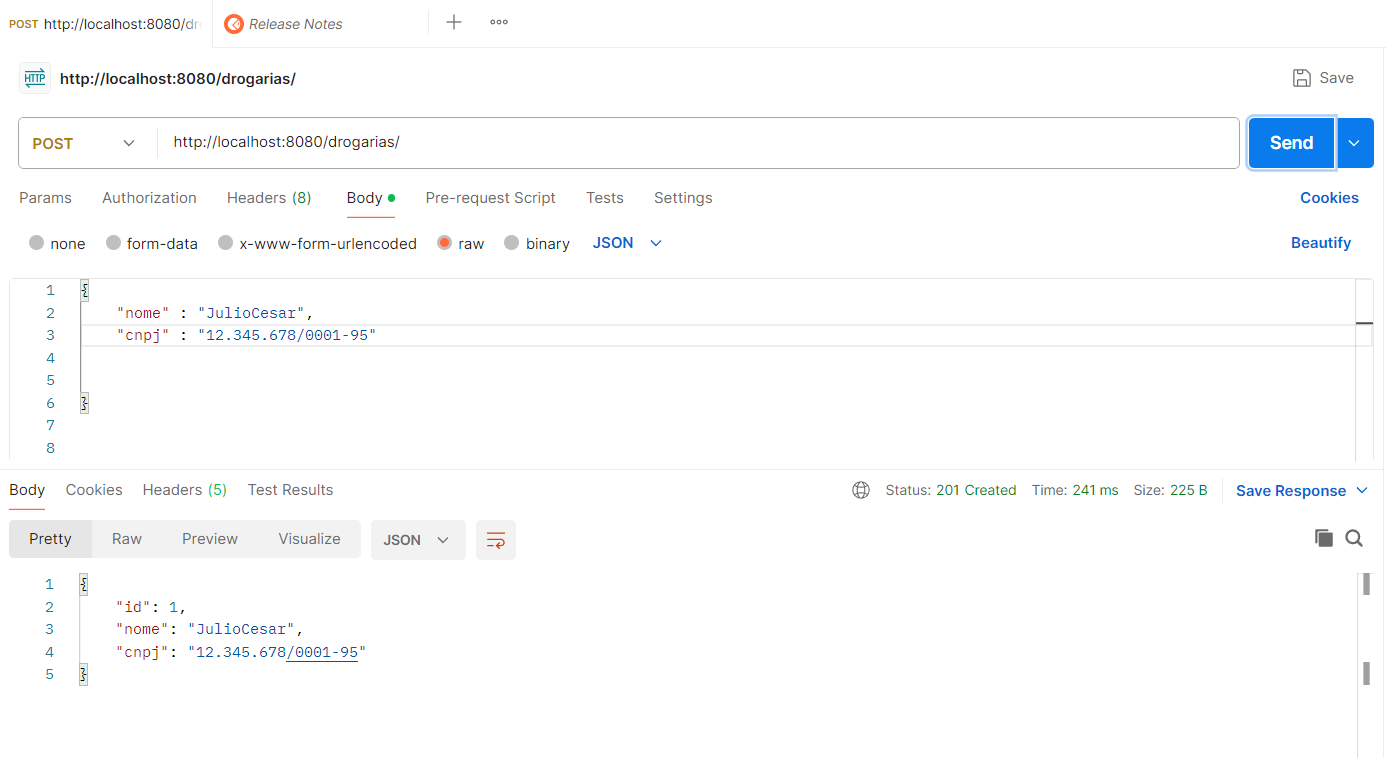 POST http://localhost:8080/dr Release Notes
HTTP http://localhost:8080/drogarias/ Save
POST http://localhost:8080/drogarias/ Send
Params Authorization Headers (8) Body Pre-request Script Tests Settings Cookies
none form-data x-www-form-urlencoded raw binary JSON Beautify
1 {
2 "nome" : "JulioCesar",
3 "cnpj" : "12.345.678/0001-95"
4
5
6 }
7
8
Body Cookies Headers (5) Test Results Status: 201 Created Time: 241 ms Size: 225 B Save Response
Pretty Raw Preview Visualize JSON
1 {
2 "id": 1,
3 "nome": "JulioCesar",
4 "cnpj": "12.345.678/0001-95"
5 }